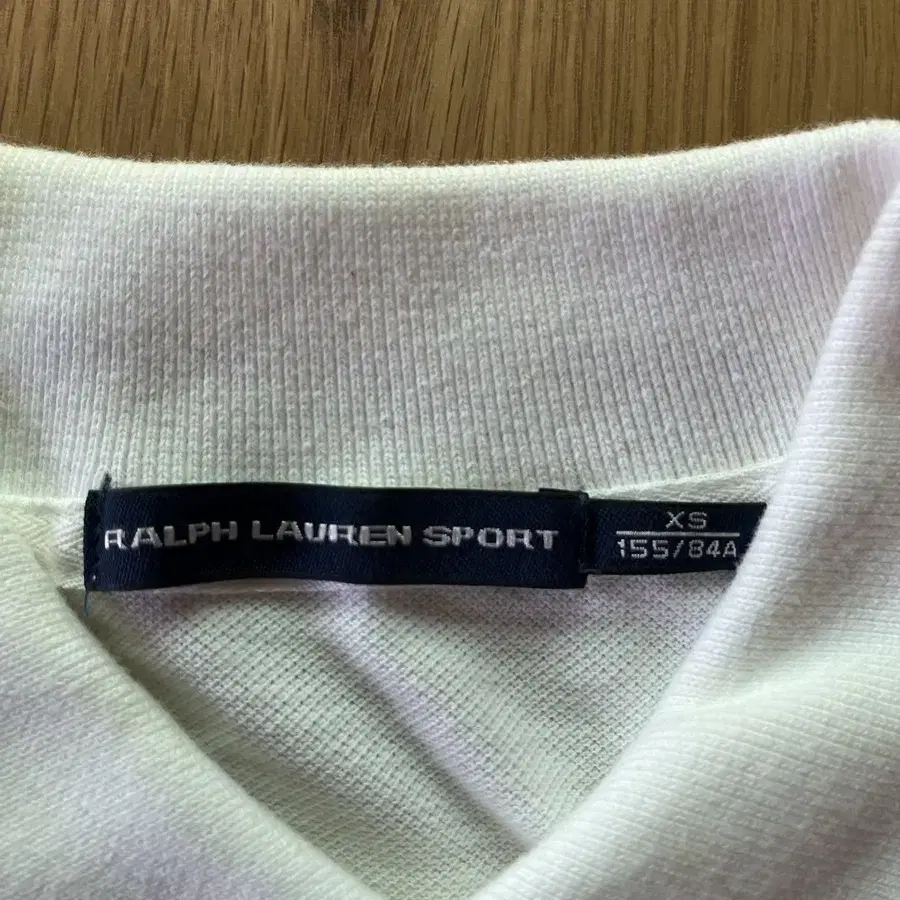 RALPH LAUREN SPORT
XS
155/84A